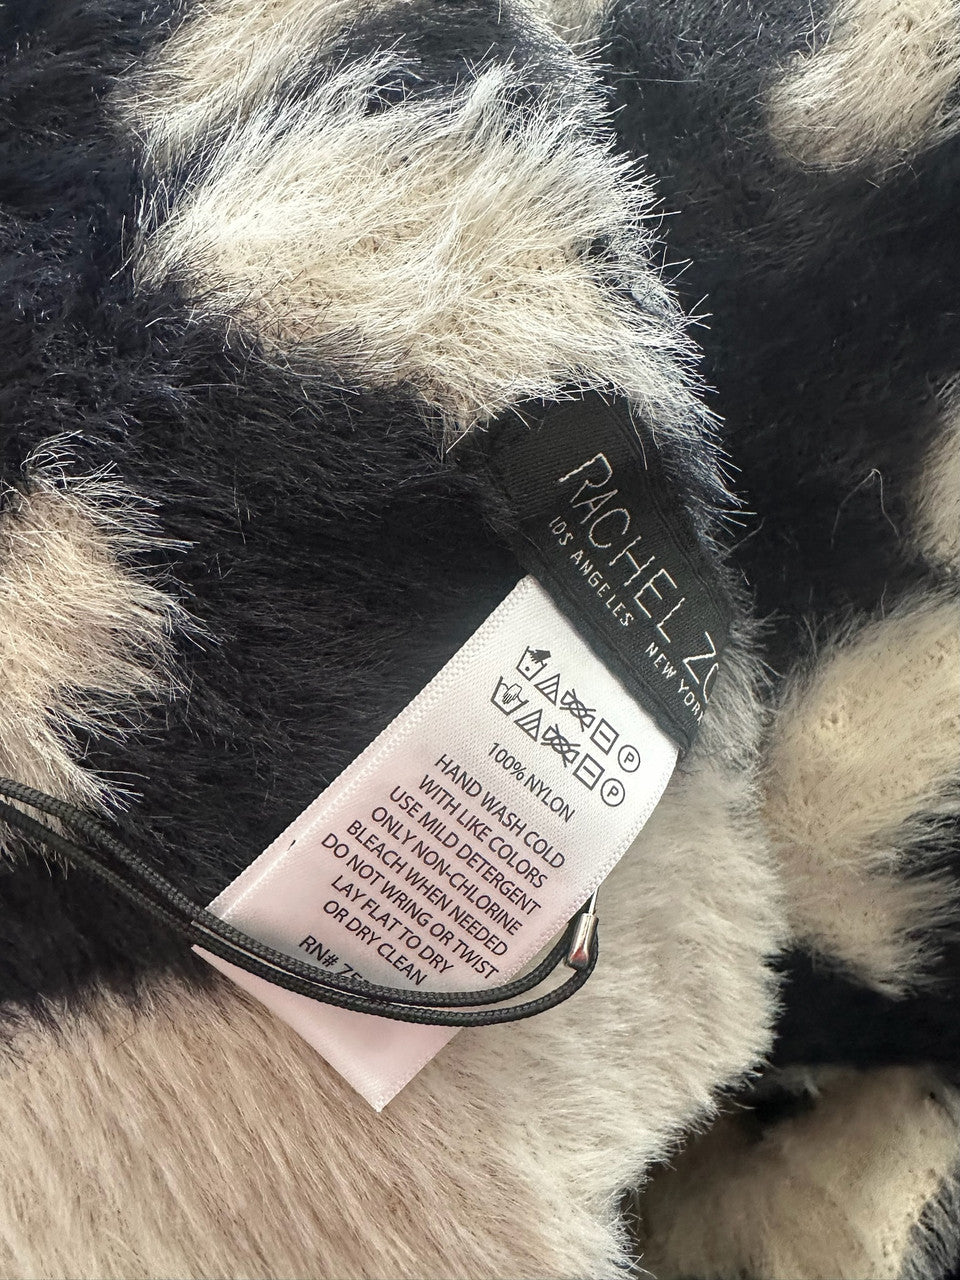 RACHEL ZO
LOS ANGELES NEW YORK
P
P
100% NYLON
HAND WASH COLD
WITH LIKE COLORS
USE MILD DETERGENT
ONLY NON-CHLORINE
BLEACH WHEN NEEDED
DO NOT WRING OR TWIST
LAY FLAT TO DRY
OR DRY CLEAN
RN#